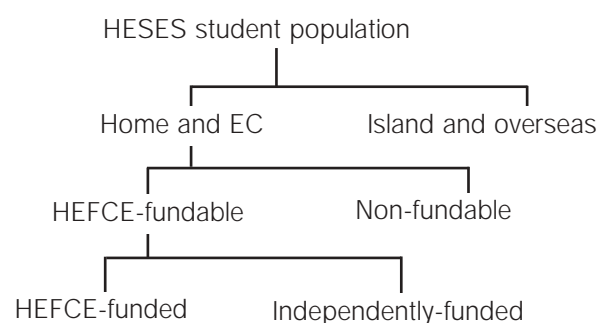 HESES student population
Home and EC
Island and overseas
HEFCE-fundable
Non-fundable
HEFCE-funded
Independently-funded